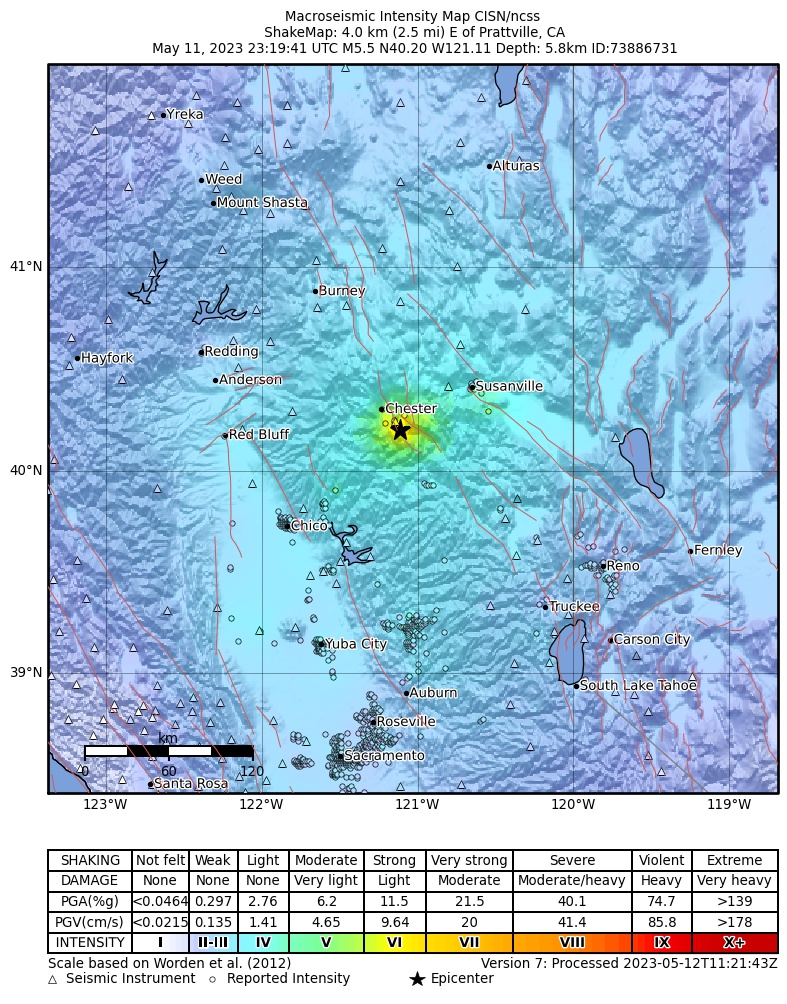 Macroseismic Intensity Map CISN/ncss
ShakeMap: 4.0 km (2.5 mi) E of Prattville, CA
May 11, 2023 23:19:41 UTC M5.5 N40.20 W121.11 Depth: 5.8km ID:73886731
Yreka
Alturas
Weed
Mount Shasta
41°N
Burney
Redding
Hayfork
Anderson
Susanville
Chester
Red Bluff
40°N
Chico
Fernley
Reno
Truckee
Carson City
Yuba City
39°N
South Lake Tahoe
Auburn
Roseville
km
Sacramento
0 60 120
Santa Rosa
123°W 122°W 121°W 120°W 119°W
SHAKING Not felt Weak Light Moderate Strong Very strong Severe Violent Extreme
DAMAGE None None None Very light Light Moderate Moderate/heavy Heavy Very heavy
PGA(%g) <0.0464 0.297 2.76 6.2 11.5 21.5 40.1 74.7 >139
PGV(cm/s) <0.0215 0.135 1.41 4.65 9.64 20 41.4 85.8 >178
INTENSITY I II-III IV V VI VII VIII IX X+
Scale based on Worden et al. (2012) Version 7: Processed 2023-05-12T11:21:43Z
△ Seismic Instrument ○ Reported Intensity ★ Epicenter